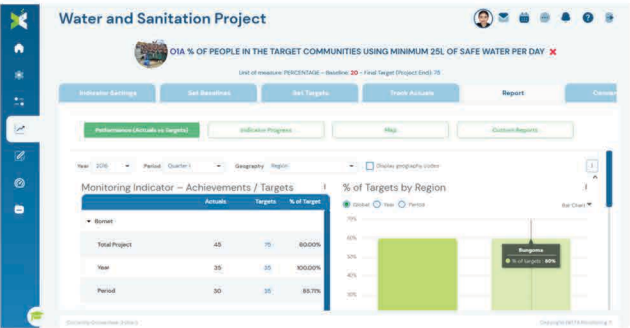 Water and Sanitation Project
O1A % OF PEOPLE IN THE TARGET COMMUNITIES USING MINIMUM 25L OF SAFE WATER PER DAY
Unit of measure: PERCENTAGE - Baseline: 20 - Final Target (Project End): 75
Indicator Settings Set Baselines Set Targets Track Actuals Report
Performance (Actuals vs Targets) Indicator Progress Map Custom Reports
Year 2016 Period Quarter 1 Geography Region Display geography codes
Monitoring Indicator – Achievements / Targets
% of Targets by Region
Actuals Targets % of Target
Global Year Period Bar Chart
Bomet
Total Project 45 75 60.00%
Year 35 35 100.00%
Period 30 35 85.71%
70%
60%
50%
40%
30%
Bungoma
% of targets : 60%